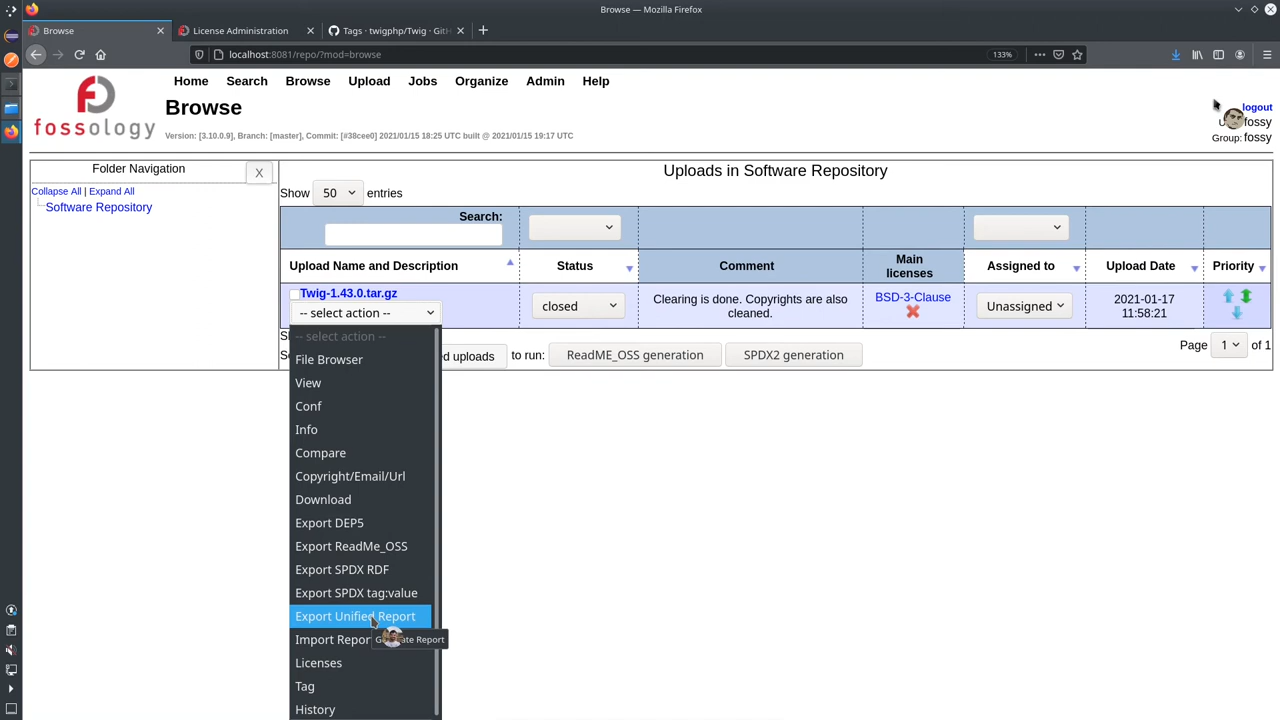 Browse — Mozilla Firefox
Browse
License Administration
Tags · twigphp/Twig · GitH
localhost:8081/repo/?mod=browse
133%
fossology
Home Search Browse Upload Jobs Organize Admin Help
Browse
Version: [3.10.0.9], Branch: [master], Commit: [#38cee0] 2021/01/15 18:25 UTC built @ 2021/01/15 19:17 UTC
logout
fossy
Group: fossy
Folder Navigation
X
Collapse All | Expand All
Software Repository
Uploads in Software Repository
Show 50 entries
Search:
Upload Name and Description
Status
Comment
Main licenses
Assigned to
Upload Date
Priority
Twig-1.43.0.tar.gz
-- select action --
closed
Clearing is done. Copyrights are also
cleaned.
BSD-3-Clause
Unassigned
2021-01-17
11:58:21
uploads to run: ReadME_OSS generation SPDX2 generation
Page 1 of 1
-- select action --
File Browser
View
Conf
Info
Compare
Copyright/Email/Url
Download
Export DEP5
Export ReadMe_OSS
Export SPDX RDF
Export SPDX tag:value
Export Unified Report
Import Repor
Report
Licenses
Tag
History